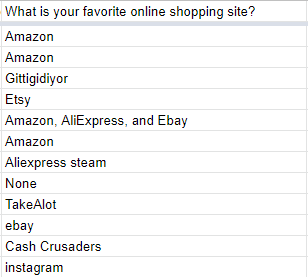 What is your favorite online shopping site?
Amazon
Amazon
Gittigidiyor
Etsy
Amazon, AliExpress, and Ebay
Amazon
Aliexpress steam
None
TakeAlot
ebay
Cash Crusaders
instagram